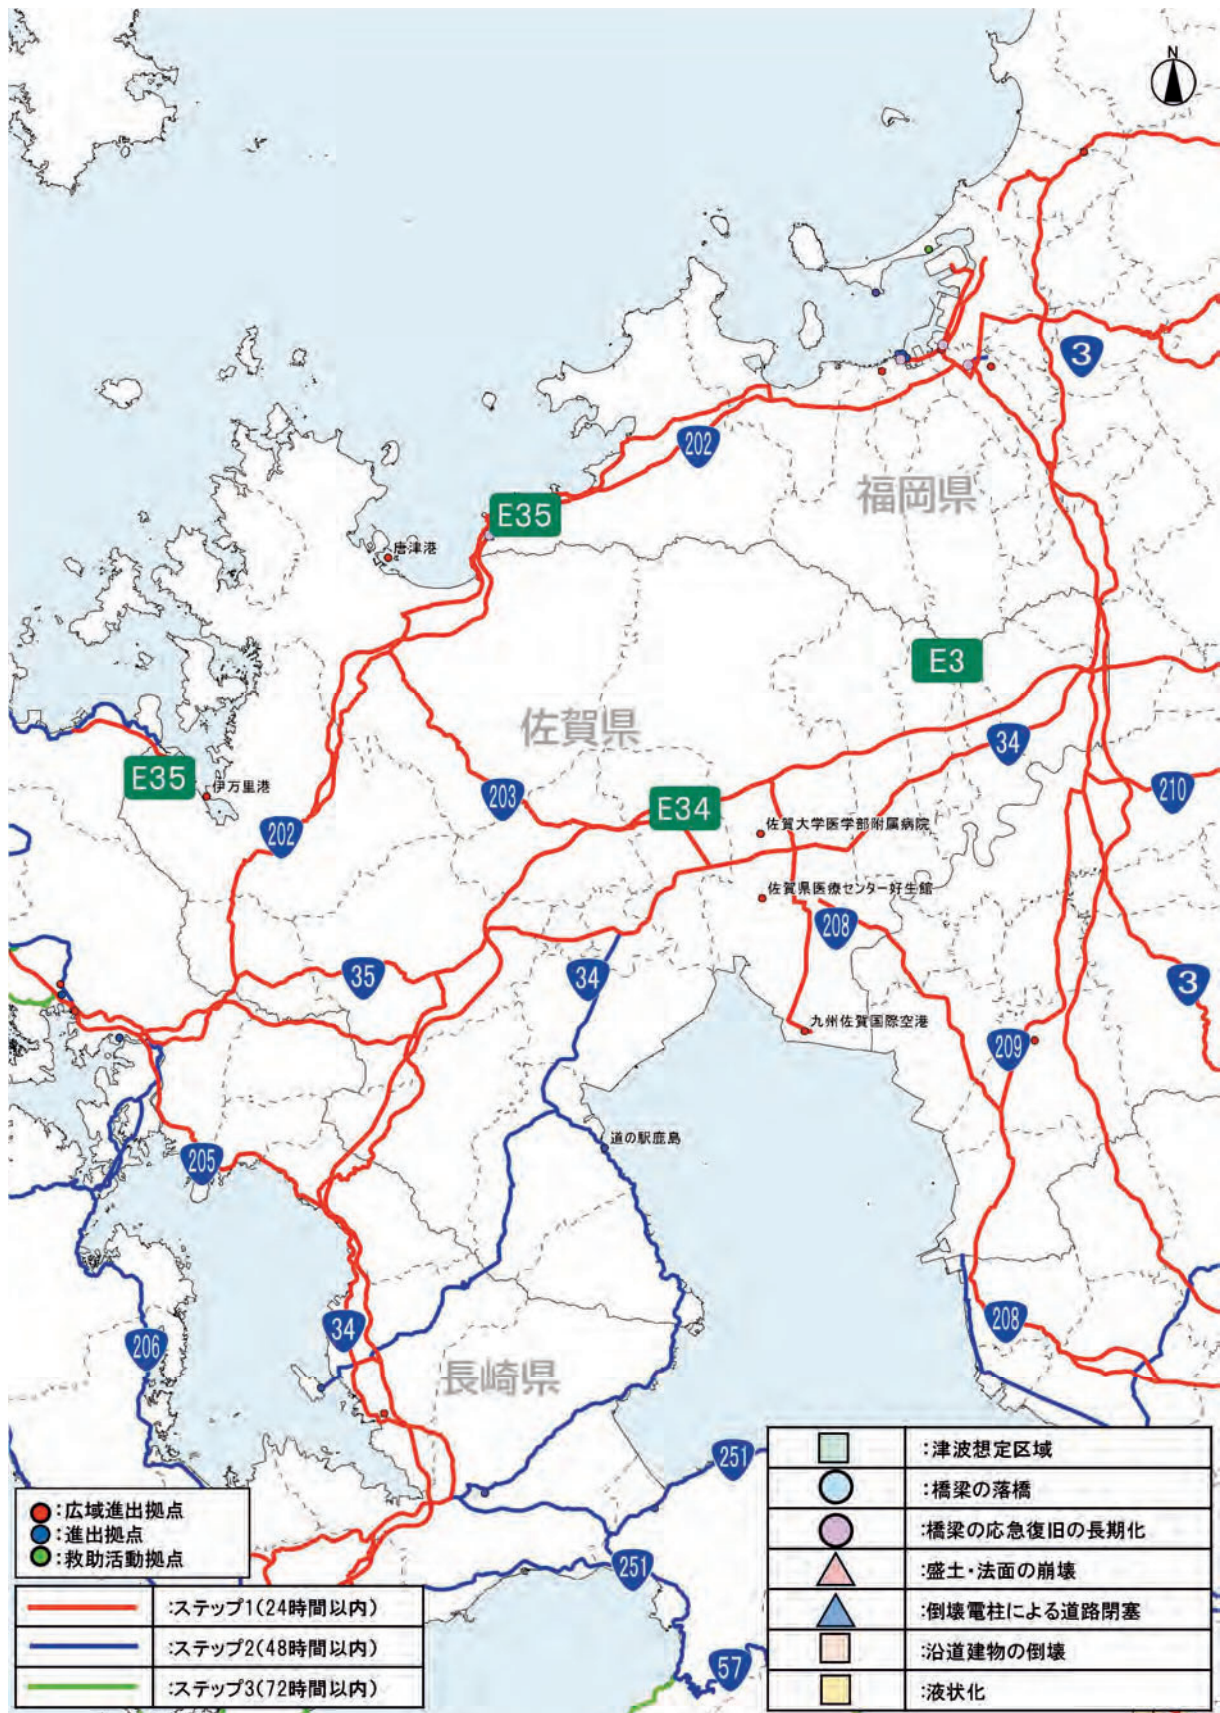 N
3
202
福岡県
E35
唐津港
E3
佐賀県
34
E35
伊万里港
203
E34
210
202
佐賀大学医学部附属病院
佐賀県医療センター好生館
208
35
34
3
九州佐賀国際空港
209
道の駅鹿島
205
208
34
206
長崎県
251
251
57
:広域進出拠点
:進出拠点
:救助活動拠点
:ステップ1(24時間以内)
:ステップ2(48時間以内)
:ステップ3(72時間以内)
:津波想定区域
:橋梁の落橋
:橋梁の応急復旧の長期化
:盛土・法面の崩壊
:倒壊電柱による道路閉塞
:沿道建物の倒壊
:液状化